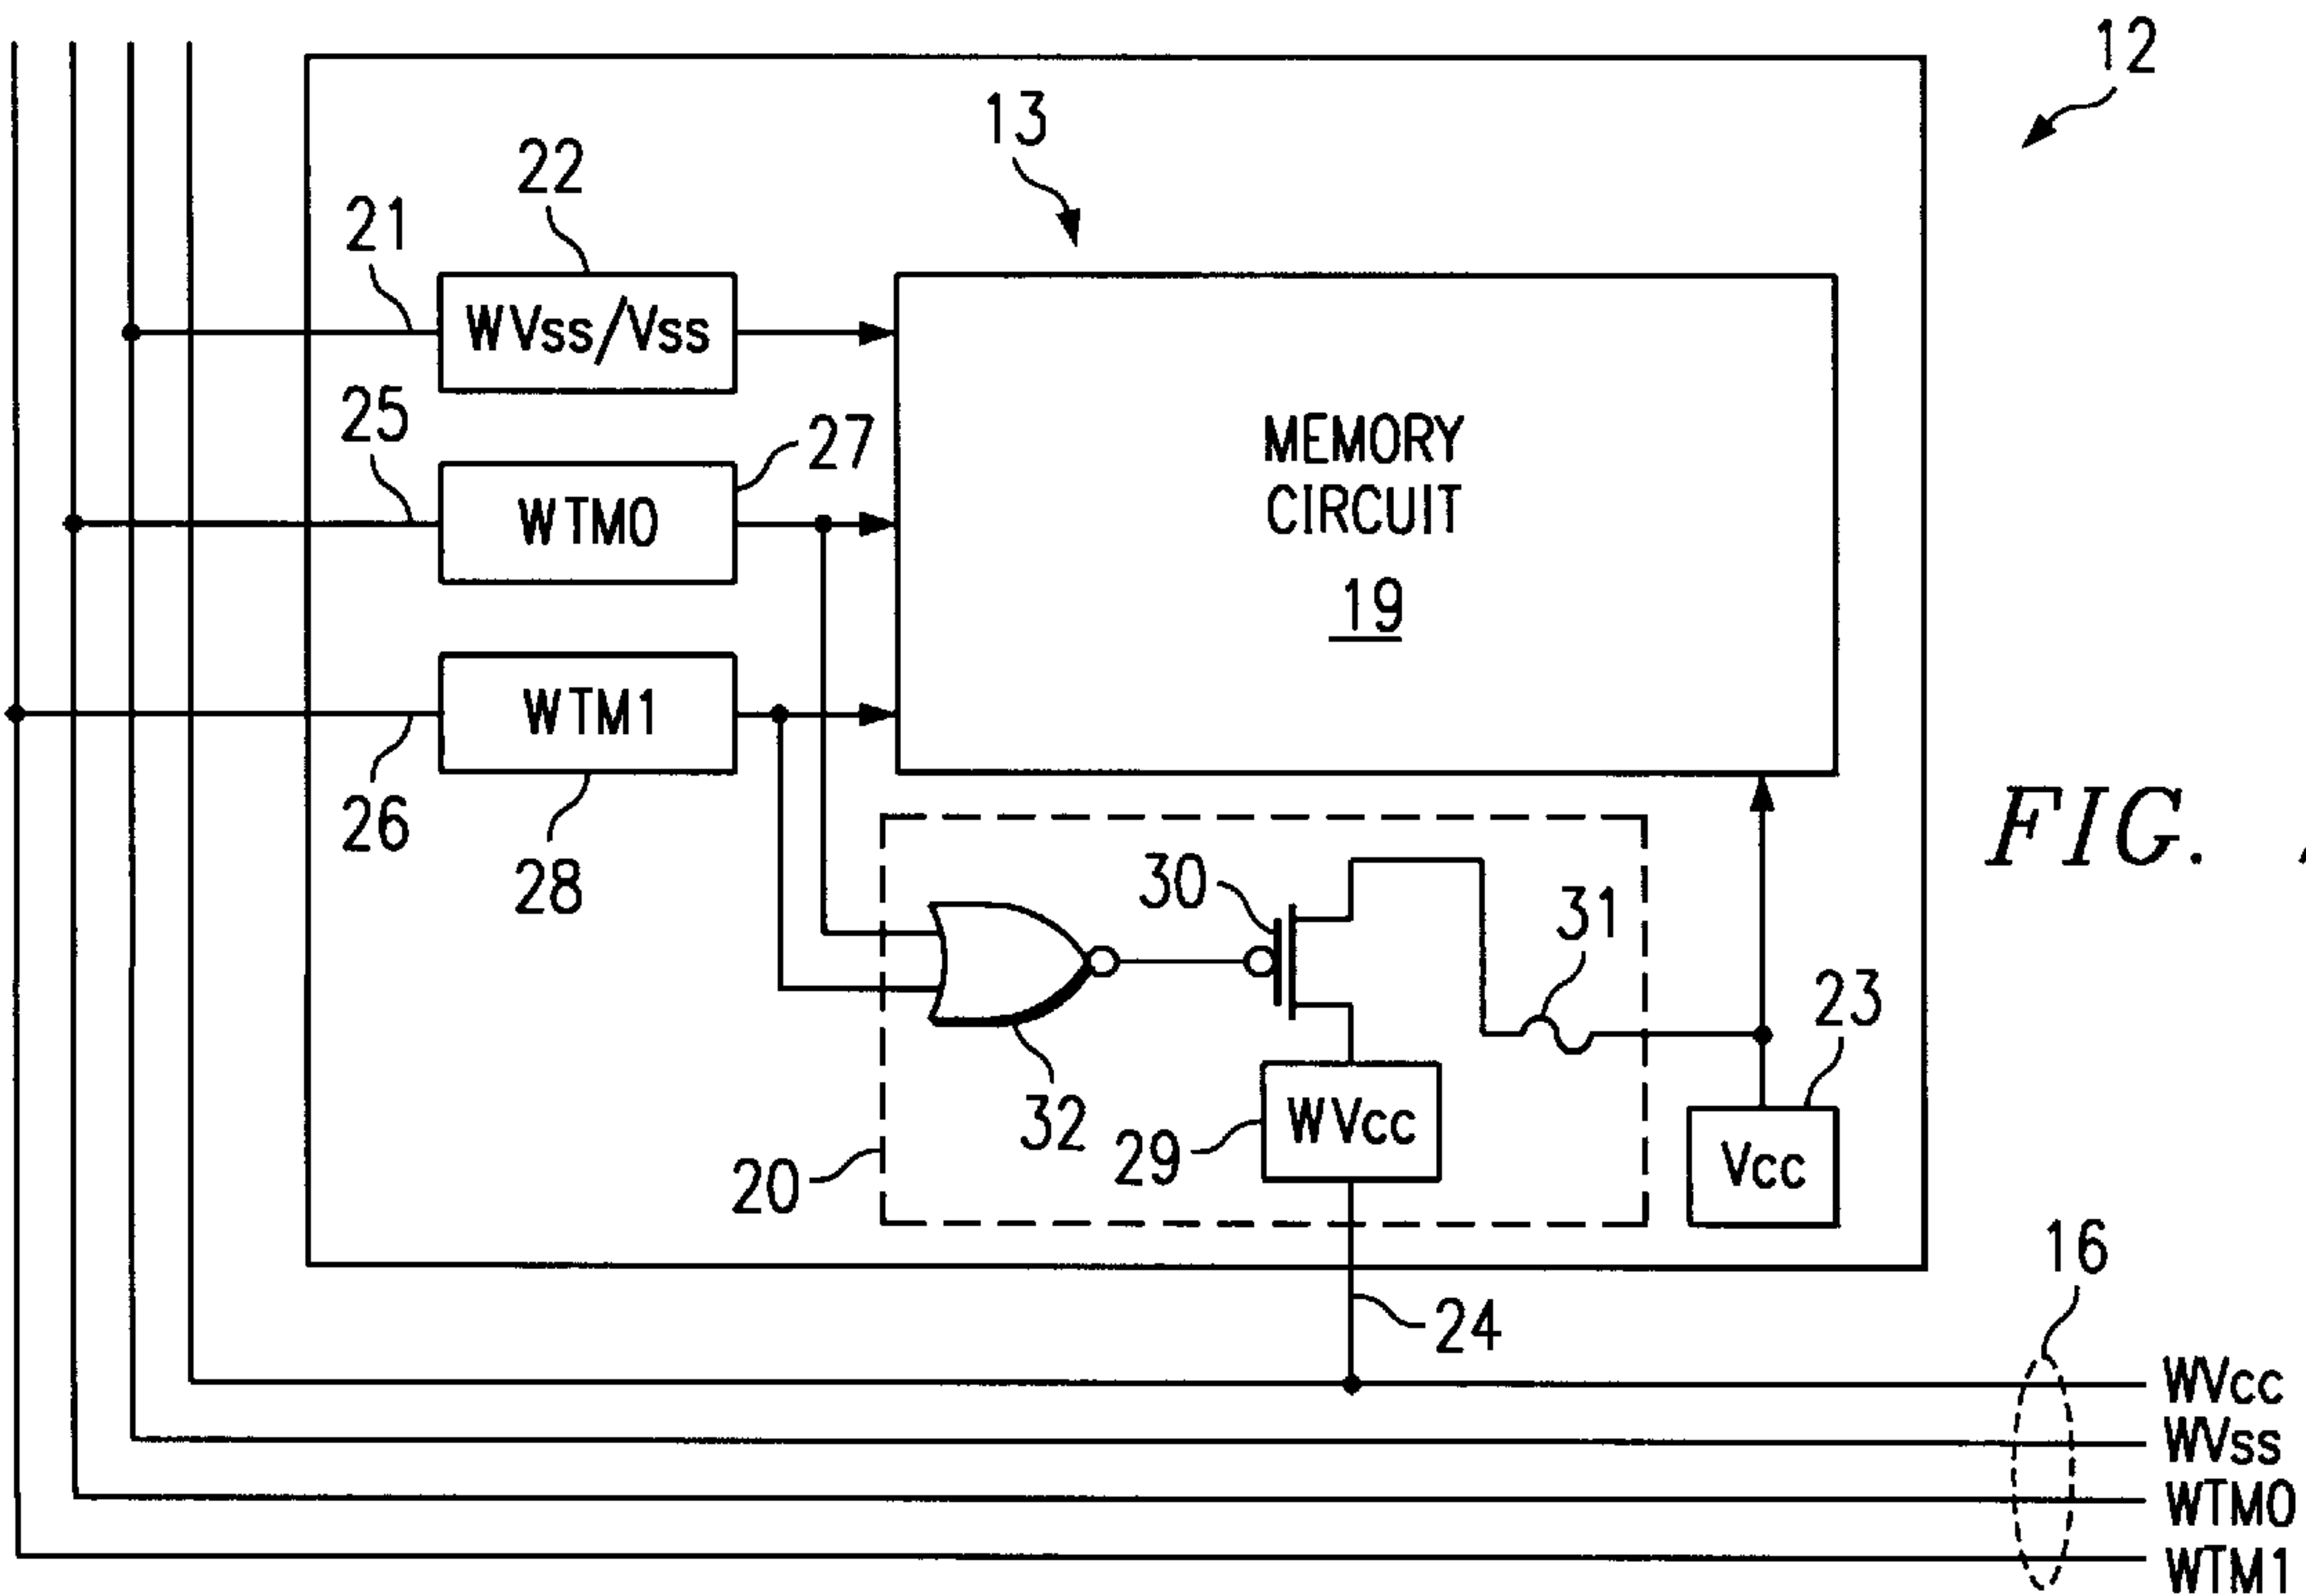 12
13
22
21
WVss/Vss
25
27
WTM0
MEMORY
CIRCUIT
19
WTM1
26
28
FIG.
30
31
23
32
29
WVcc
Vcc
20
16
24
WVcc
WVss
WTM0
WTM1